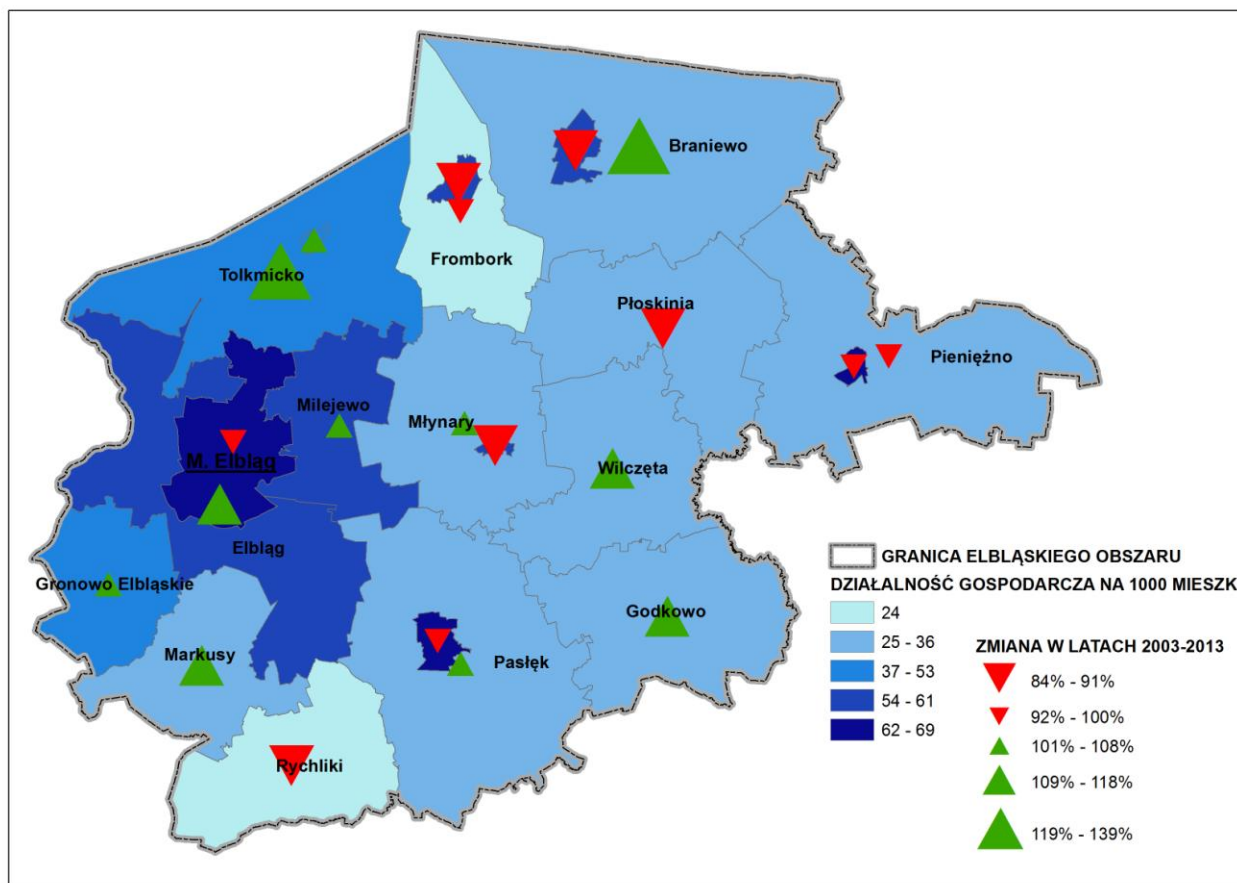 Braniewo
Frombork
Tolkmicko
Płoskinia
Pieniężno
Milejewo
Młynary
M. Elbląg
Wilczęta
Elbląg
Gronowo Elbląskie
Godkowo
Markusy
Pasłęk
Rychliki
GRANICA ELBLĄSKIEGO OBSZARU
DZIAŁALNOŚĆ GOSPODARCZA NA 1000 MIESZK
24
25 - 36
37 - 53
54 - 61
62 - 69
ZMIANA W LATACH 2003-2013
84% - 91%
92% - 100%
101% - 108%
109% - 118%
119% - 139%